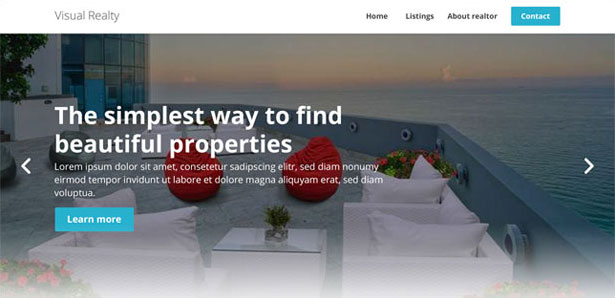 Visual Realty
Home Listings About realtor Contact
The simplest way to find
beautiful properties
Lorem ipsum dolor sit amet, consetetur sadipscing elitr, sed diam nonumy
eirmod tempor invidunt ut labore et dolore magna aliquyam erat, sed diam
voluptua.
Learn more